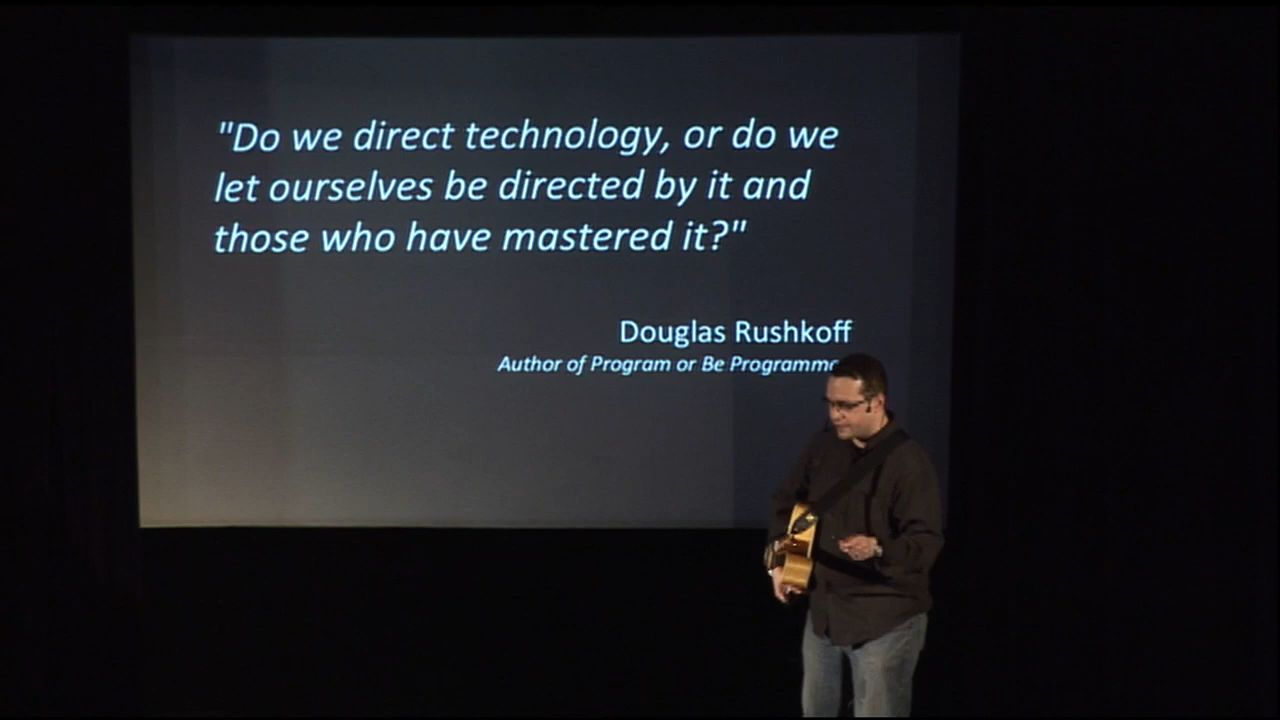 "Do we direct technology, or do we
let ourselves be directed by it and
those who have mastered it?"
Douglas Rushkoff
Author of Program or Be